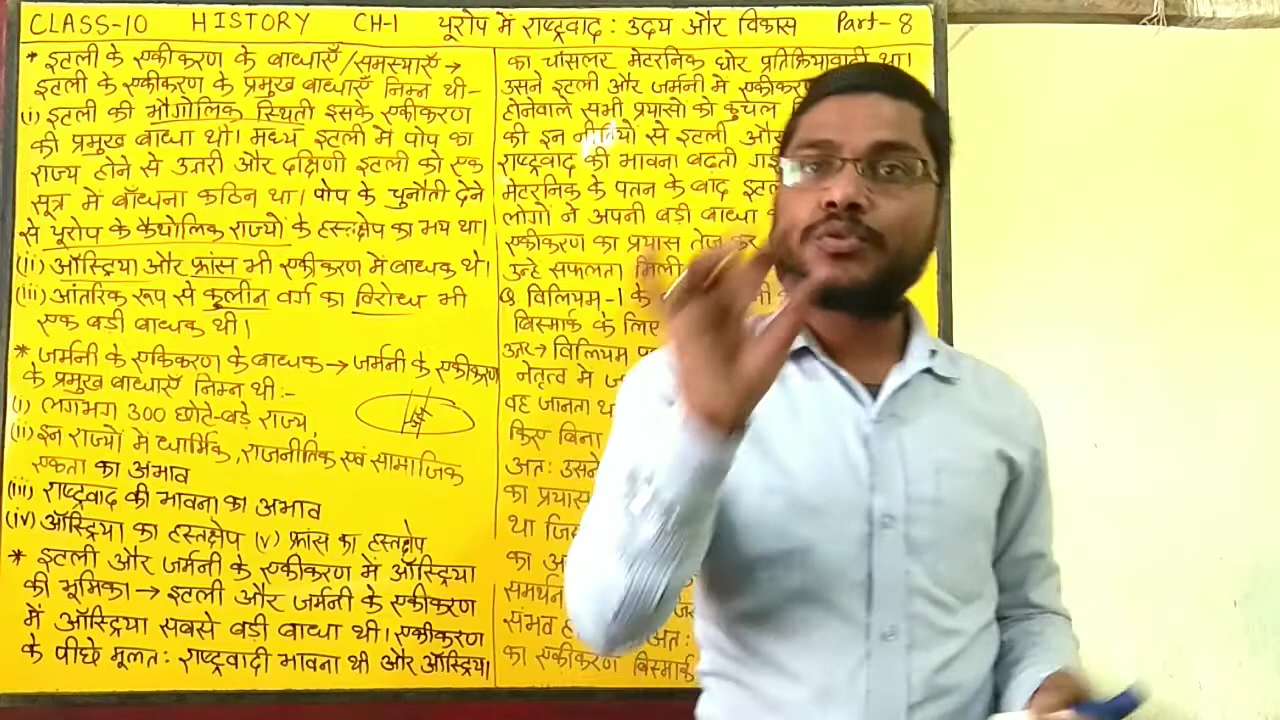 CLASS-10 HISTORY CH-1 यूरोप में राष्ट्रवाद : उदय और विकास Part-8
* इटली के एकीकरण के बाधाएँ/समस्याएँ →
इटली के एकीकरण के प्रमुख बाधाएँ निम्न थी-
(i) इटली की भौगोलिक स्थिती इसके एकीकरण
की प्रमुख बाधा थी। मध्य इटली में पोप का
राज्य होने से उत्तरी और दक्षिणी इटली को एक
सूत्र में बाँधना कठिन था। पोप के चुनौती देने
से यूरोप के कैथोलिक राज्यों के हस्तक्षेप का भय था।
(ii) ऑस्ट्रिया और फ्रांस भी एकीकरण में बाधक थे।
(iii) आंतरिक रूप से कुलीन वर्ग का विरोध भी
एक बड़ी बाधक थी।
* जर्मनी के एकिकरण के बाधक → जर्मनी के एकीकरण
के प्रमुख बाधाएँ निम्न थी:-
(i) लगभग 300 छोटे-बड़े राज्य,
(ii) इन राज्यों में धार्मिक, राजनीतिक एवं सामाजिक
एकता का अभाव
(iii) राष्ट्रवाद की भावना का अभाव
(iv) ऑस्ट्रिया का हस्तक्षेप (v) फ्रांस का हस्तक्षेप
* इटली और जर्मनी के एकीकरण में ऑस्ट्रिया
की भूमिका → इटली और जर्मनी के एकीकरण
में ऑस्ट्रिया सबसे बड़ी बाधा थी। एकीकरण
के पीछे मूलत: राष्ट्रवादी भावना थी और ऑस्ट्रिया
का चांसलर मेटरनिक घोर प्रतिक्रियावादी था।
उसने इटली और जर्मनी में एकीकरण
होनेवाले सभी प्रयासों को कुचल
की इन नीतियों से इटली और
राष्ट्रवाद की भावना बढ़ती गई
मेटरनिक के पतन के बाद
लोगों ने अपनी बड़ी बाधा
एकीकरण का प्रयास तेज कर
उन्हे सफलता मिली
Q. विलियम-1 के
बिस्मार्क के लिए
उत्तर → विलियम
नेतृत्व में
वह जानता
किए बिना
अत: उसने
का प्रयास
था
का
समर्थन
संभव अत:
का एकीकरण बिस्मार्क